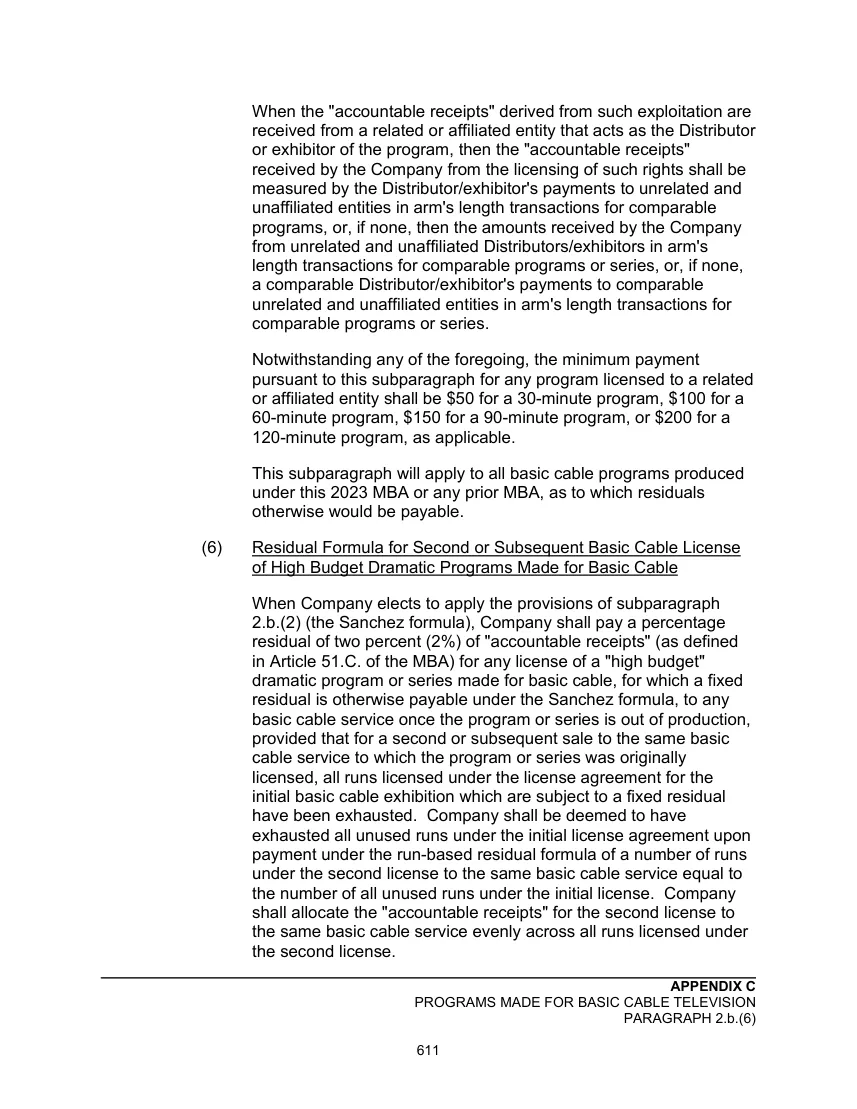 When the "accountable receipts" derived from such exploitation are
received from a related or affiliated entity that acts as the Distributor
or exhibitor of the program, then the "accountable receipts"
received by the Company from the licensing of such rights shall be
measured by the Distributor/exhibitor's payments to unrelated and
unaffiliated entities in arm's length transactions for comparable
programs, or, if none, then the amounts received by the Company
from unrelated and unaffiliated Distributors/exhibitors in arm's
length transactions for comparable programs or series, or, if none,
a comparable Distributor/exhibitor's payments to comparable
unrelated and unaffiliated entities in arm's length transactions for
comparable programs or series.
Notwithstanding any of the foregoing, the minimum payment
pursuant to this subparagraph for any program licensed to a related
or affiliated entity shall be $50 for a 30-minute program, $100 for a
60-minute program, $150 for a 90-minute program, or $200 for a
120-minute program, as applicable.
This subparagraph will apply to all basic cable programs produced
under this 2023 MBA or any prior MBA, as to which residuals
otherwise would be payable.
(6) Residual Formula for Second or Subsequent Basic Cable License
of High Budget Dramatic Programs Made for Basic Cable
When Company elects to apply the provisions of subparagraph
2.b.(2) (the Sanchez formula), Company shall pay a percentage
residual of two percent (2%) of "accountable receipts" (as defined
in Article 51.C. of the MBA) for any license of a "high budget"
dramatic program or series made for basic cable, for which a fixed
residual is otherwise payable under the Sanchez formula, to any
basic cable service once the program or series is out of production,
provided that for a second or subsequent sale to the same basic
cable service to which the program or series was originally
licensed, all runs licensed under the license agreement for the
initial basic cable exhibition which are subject to a fixed residual
have been exhausted.  Company shall be deemed to have
exhausted all unused runs under the initial license agreement upon
payment under the run-based residual formula of a number of runs
under the second license to the same basic cable service equal to
the number of all unused runs under the initial license.  Company
shall allocate the "accountable receipts" for the second license to
the same basic cable service evenly across all runs licensed under
the second license.
APPENDIX C
PROGRAMS MADE FOR BASIC CABLE TELEVISION
PARAGRAPH 2.b.(6)
611